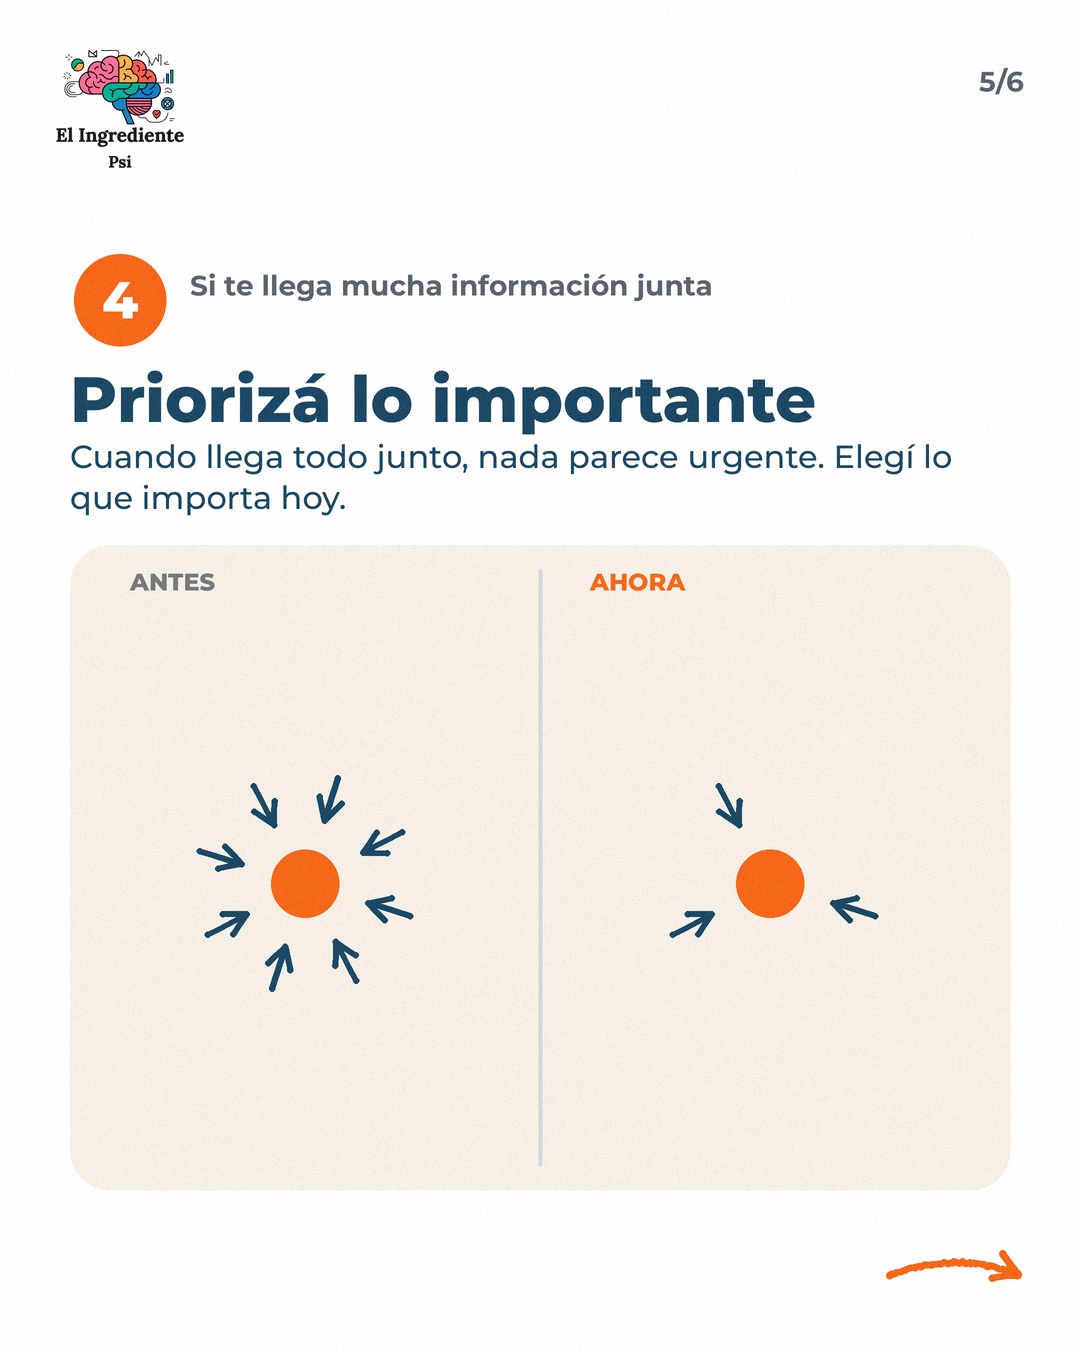 El Ingrediente
Psi
5/6
4
Si te llega mucha información junta
Priorizá lo importante
Cuando llega todo junto, nada parece urgente. Elegí lo
que importa hoy.
ANTES
AHORA